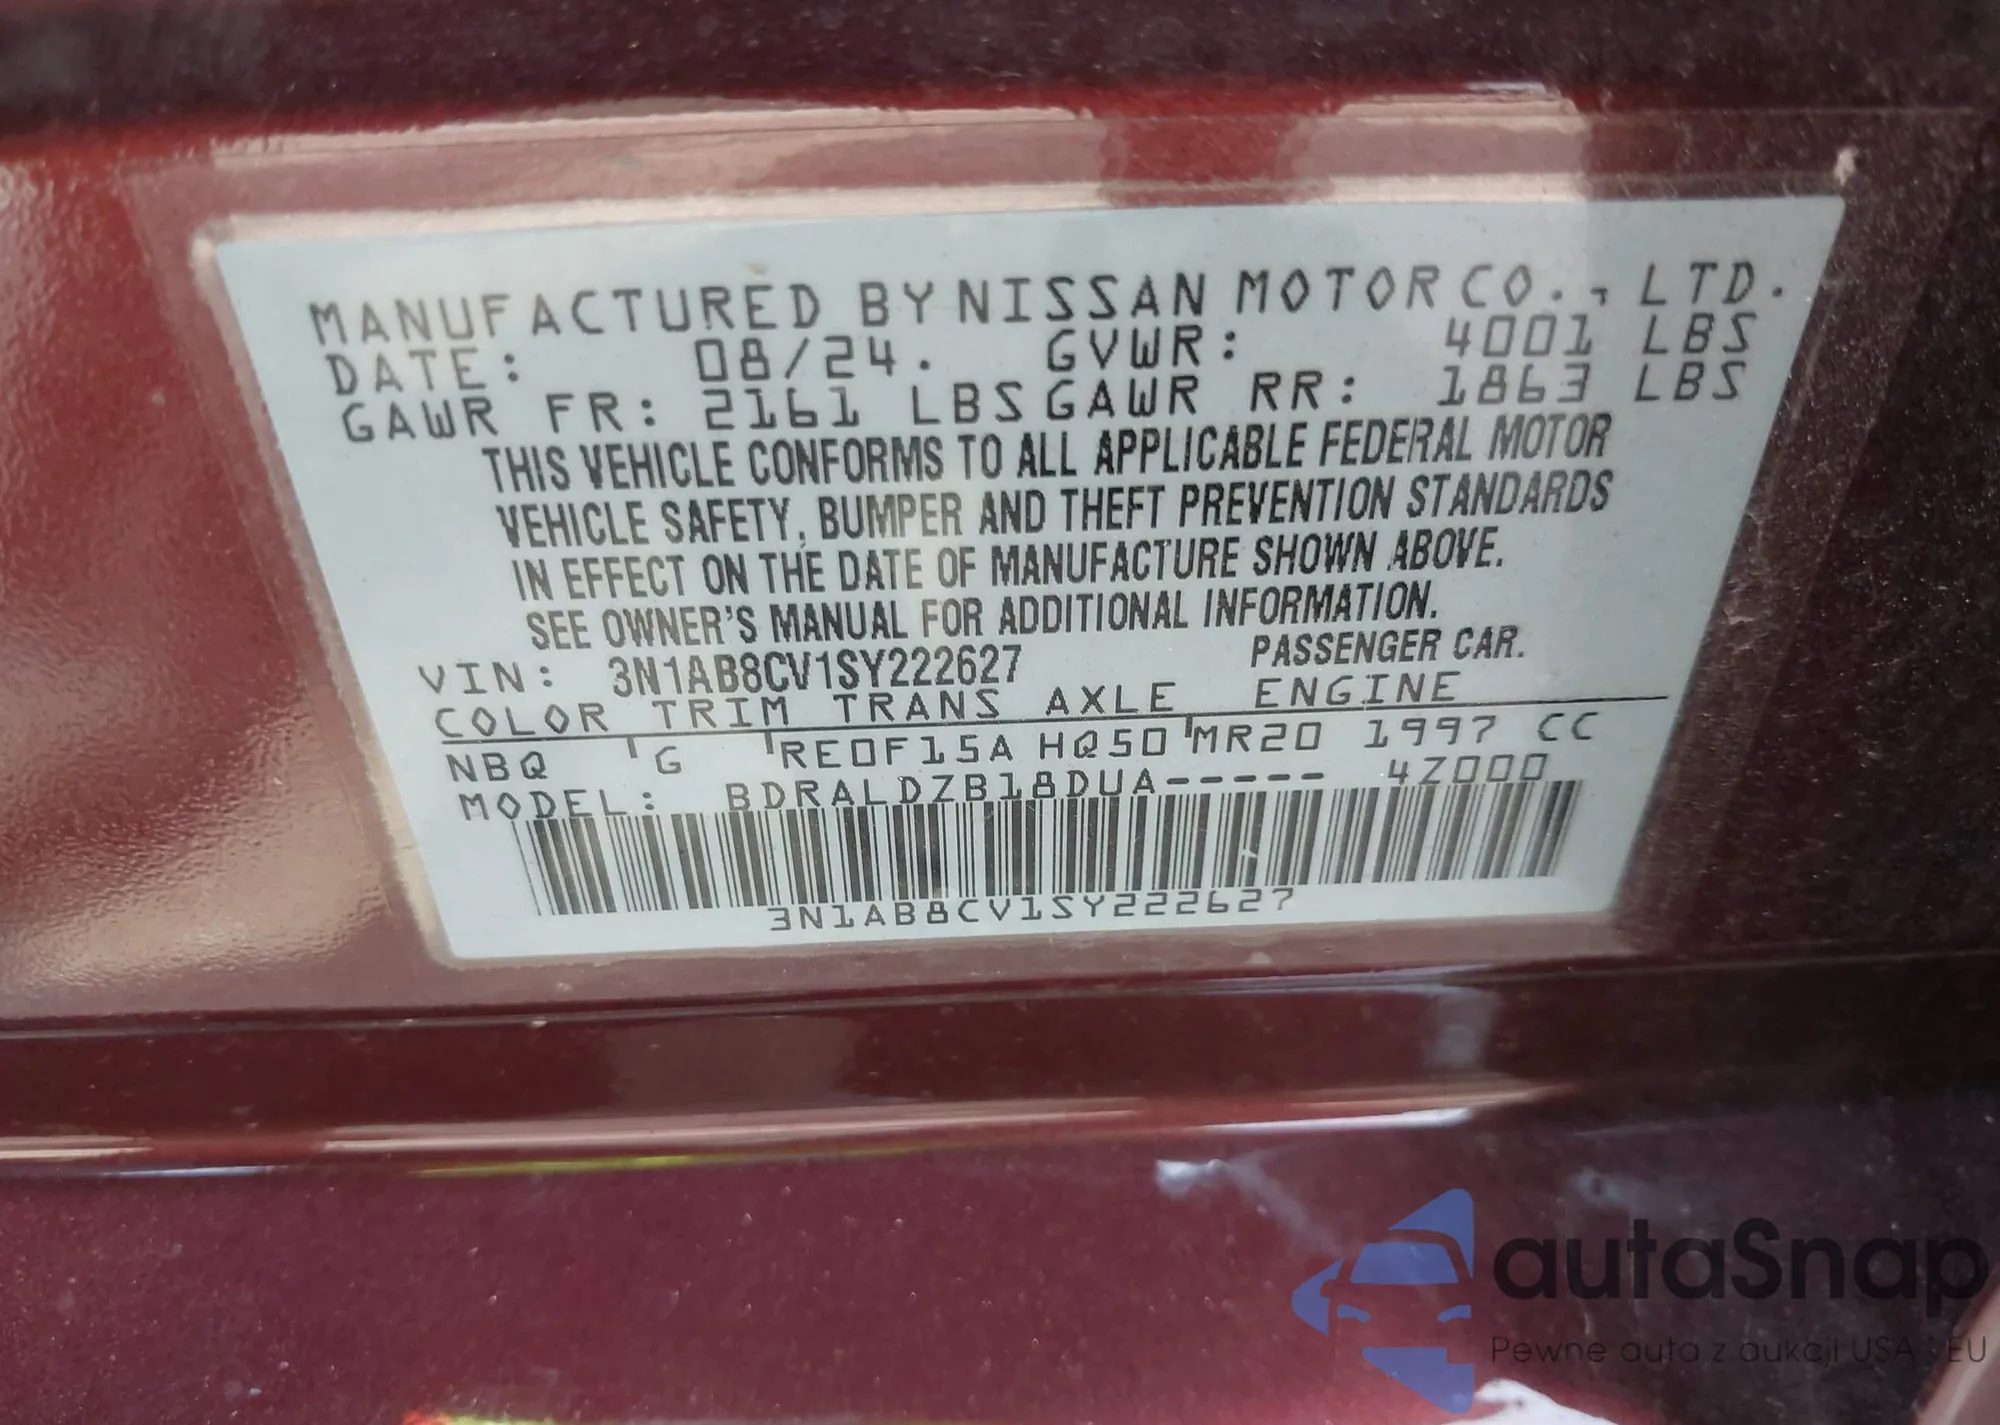 MANUFACTURED BY NISSAN MOTOR CO., LTD.
DATE: 08/24. GVWR: 4001 LBS
GAWR FR: 2161 LBS GAWR RR: 1863 LBS
THIS VEHICLE CONFORMS TO ALL APPLICABLE FEDERAL MOTOR
VEHICLE SAFETY, BUMPER AND THEFT PREVENTION STANDARDS
IN EFFECT ON THE DATE OF MANUFACTURE SHOWN ABOVE.
SEE OWNER'S MANUAL FOR ADDITIONAL INFORMATION.
VIN: 3N1AB8CV1SY222627 PASSENGER CAR.
COLOR TRIM TRANS AXLE ENGINE
NBQ G RE0F15A HQ50 MR20 1997 CC
MODEL: BDRALDZB18DUA----- 4Z000
3N1AB8CV1SY222627
autaSnap
Pewne auta z aukcji USA i EU